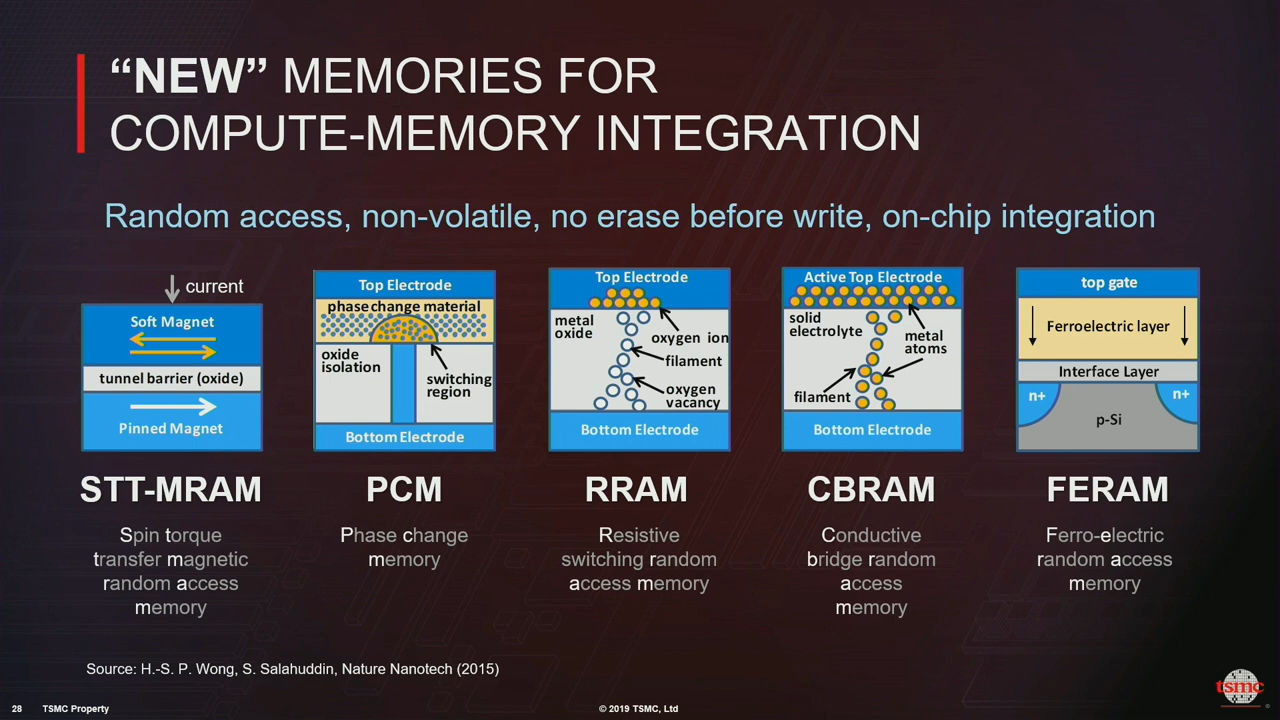 “NEW” MEMORIES FOR
COMPUTE-MEMORY INTEGRATION
Random access, non-volatile, no erase before write, on-chip integration
current
Soft Magnet
tunnel barrier (oxide)
Pinned Magnet
STT-MRAM
Spin torque
transfer magnetic
random access
memory
Top Electrode
phase change material
oxide
isolation
switching
region
Bottom Electrode
PCM
Phase change
memory
Top Electrode
metal
oxide
oxygen ion
filament
oxygen
vacancy
Bottom Electrode
RRAM
Resistive
switching random
access memory
Active Top Electrode
solid
electrolyte
metal
atoms
filament
Bottom Electrode
CBRAM
Conductive
bridge random
access
memory
top gate
Ferroelectric layer
Interface Layer
n+
n+
p-Si
FERAM
Ferro-electric
random access
memory
Source: H.-S. P. Wong, S. Salahuddin, Nature Nanotech (2015)
tsmc
28
TSMC Property
© 2019 TSMC, Ltd